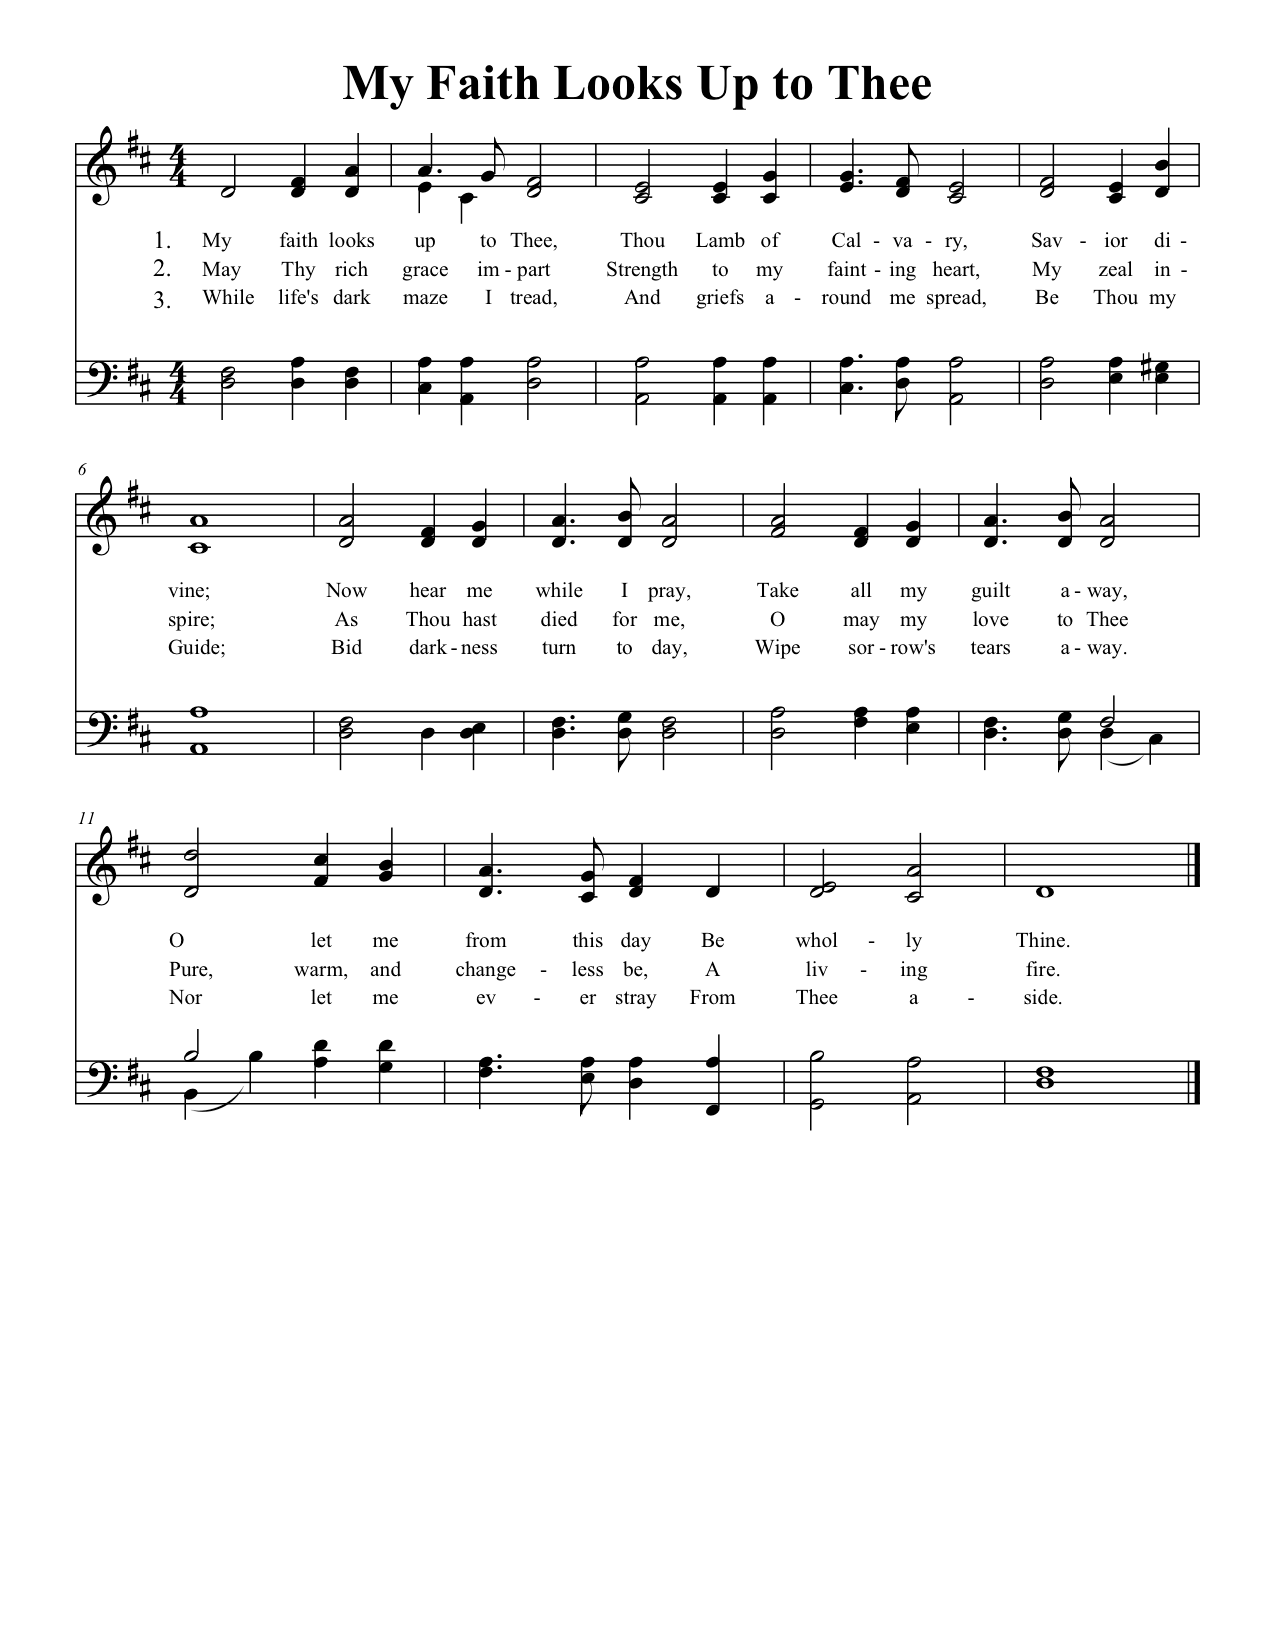 My Faith Looks Up to Thee
4
4
1. My faith looks up to Thee, Thou Lamb of Cal - va - ry, Sav - ior di -
2. May Thy rich grace im - part Strength to my faint - ing heart, My zeal in -
3. While life's dark maze I tread, And griefs a - round me spread, Be Thou my
4
4
6
vine; Now hear me while I pray, Take all my guilt a - way,
spire; As Thou hast died for me, O may my love to Thee
Guide; Bid dark - ness turn to day, Wipe sor - row's tears a - way.
11
O let me from this day Be whol - ly Thine.
Pure, warm, and change - less be, A liv - ing fire.
Nor let me ev - er stray From Thee a - side.